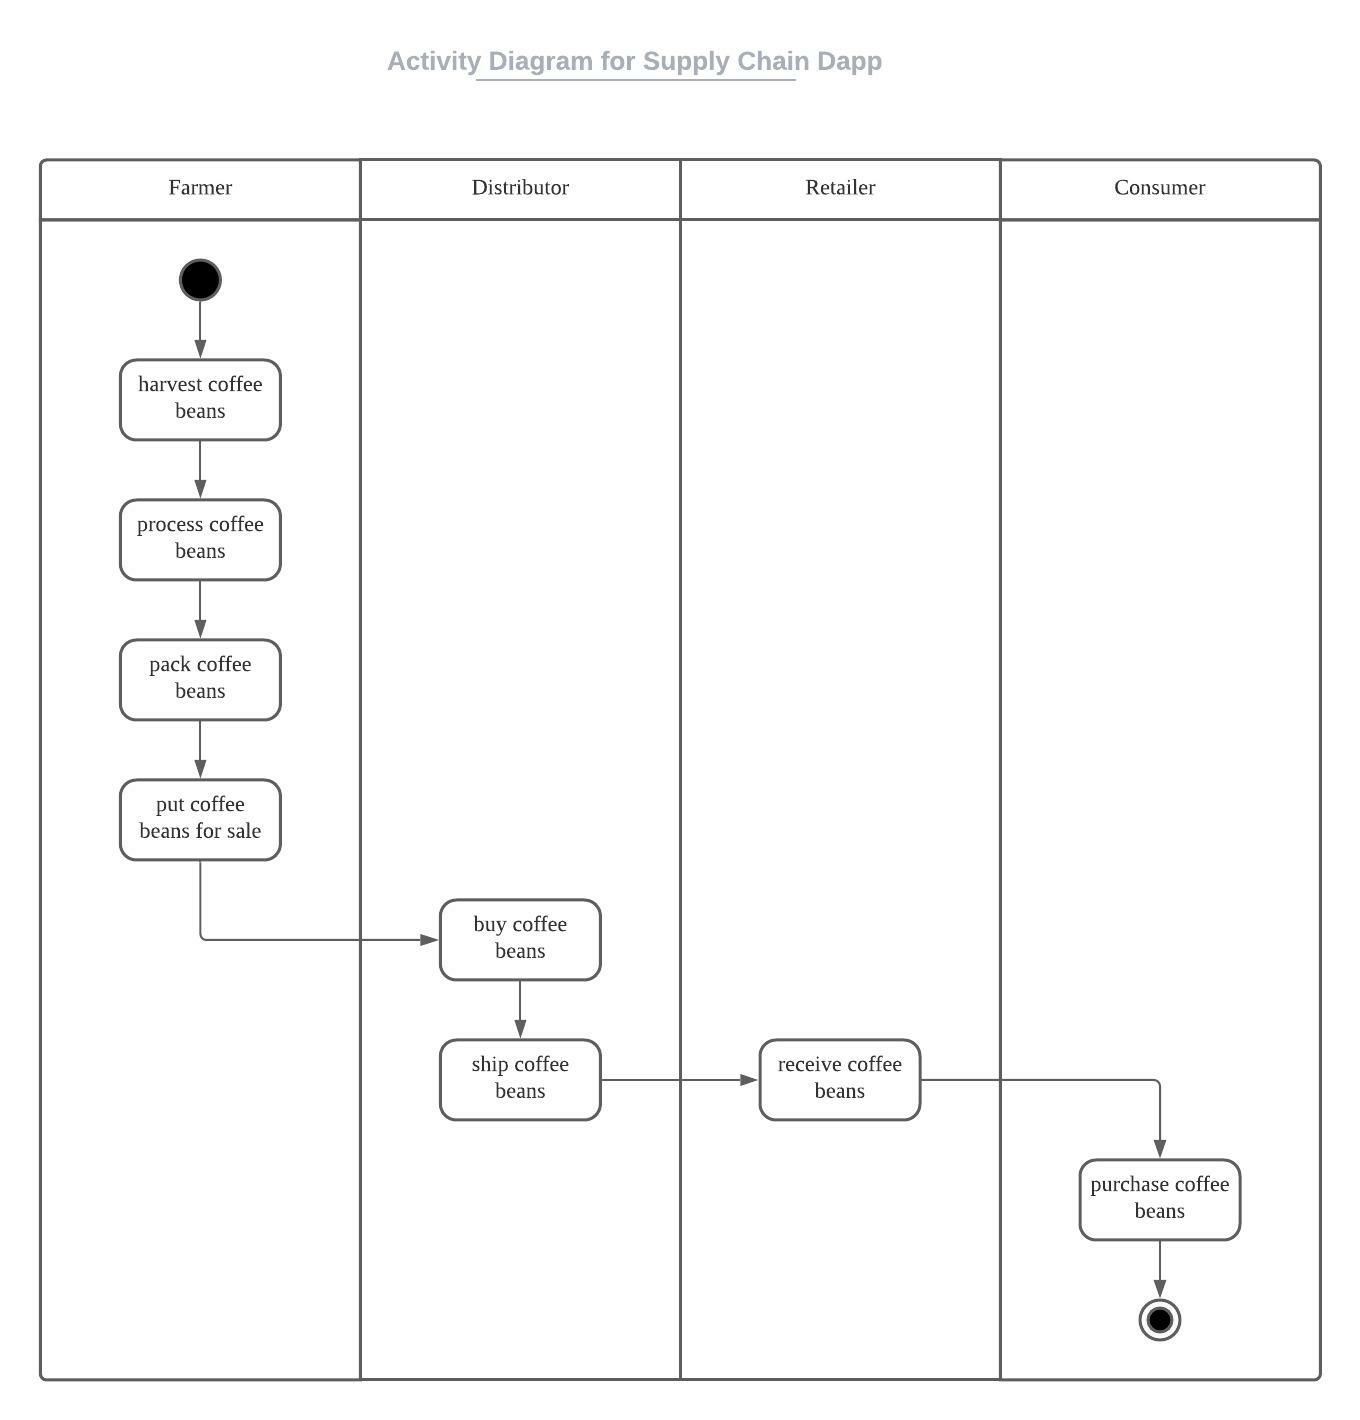 Activity Diagram for Supply Chain Dapp
Farmer
Distributor
Retailer
Consumer
harvest coffee
beans
process coffee
beans
pack coffee
beans
put coffee
beans for sale
buy coffee
beans
ship coffee
beans
receive coffee
beans
purchase coffee
beans